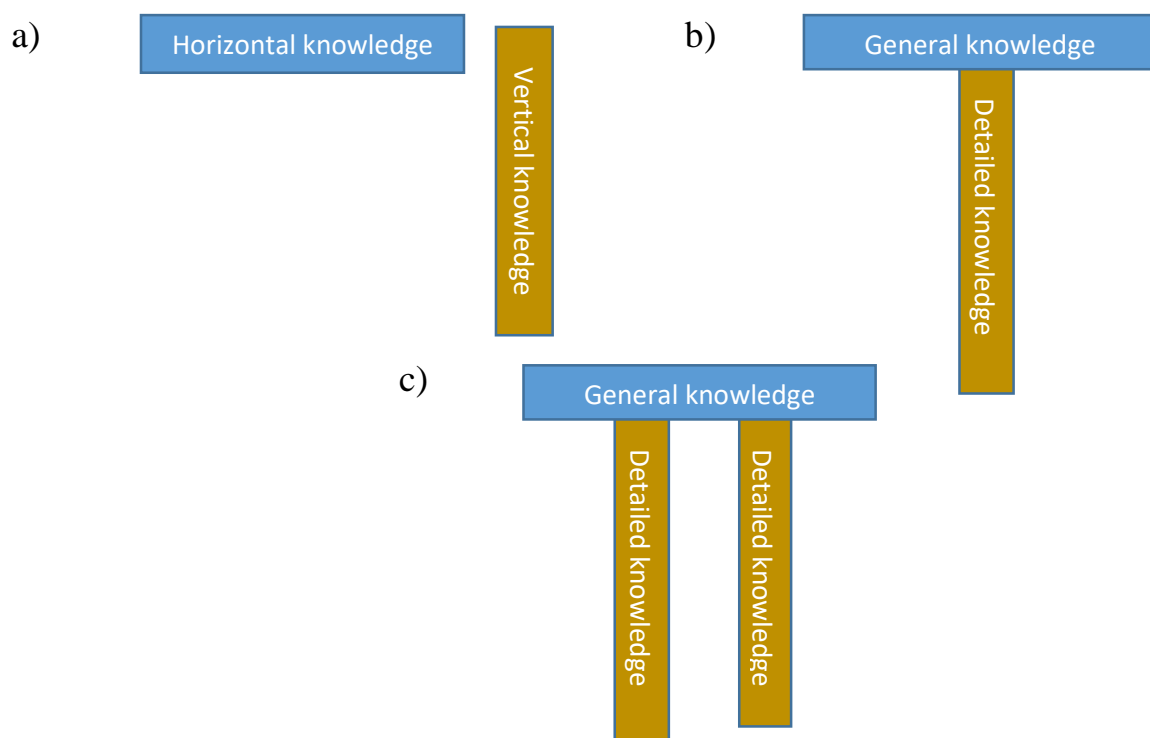 a)
Horizontal knowledge
Vertical knowledge
b)
General knowledge
Detailed knowledge
c)
General knowledge
Detailed knowledge
Detailed knowledge